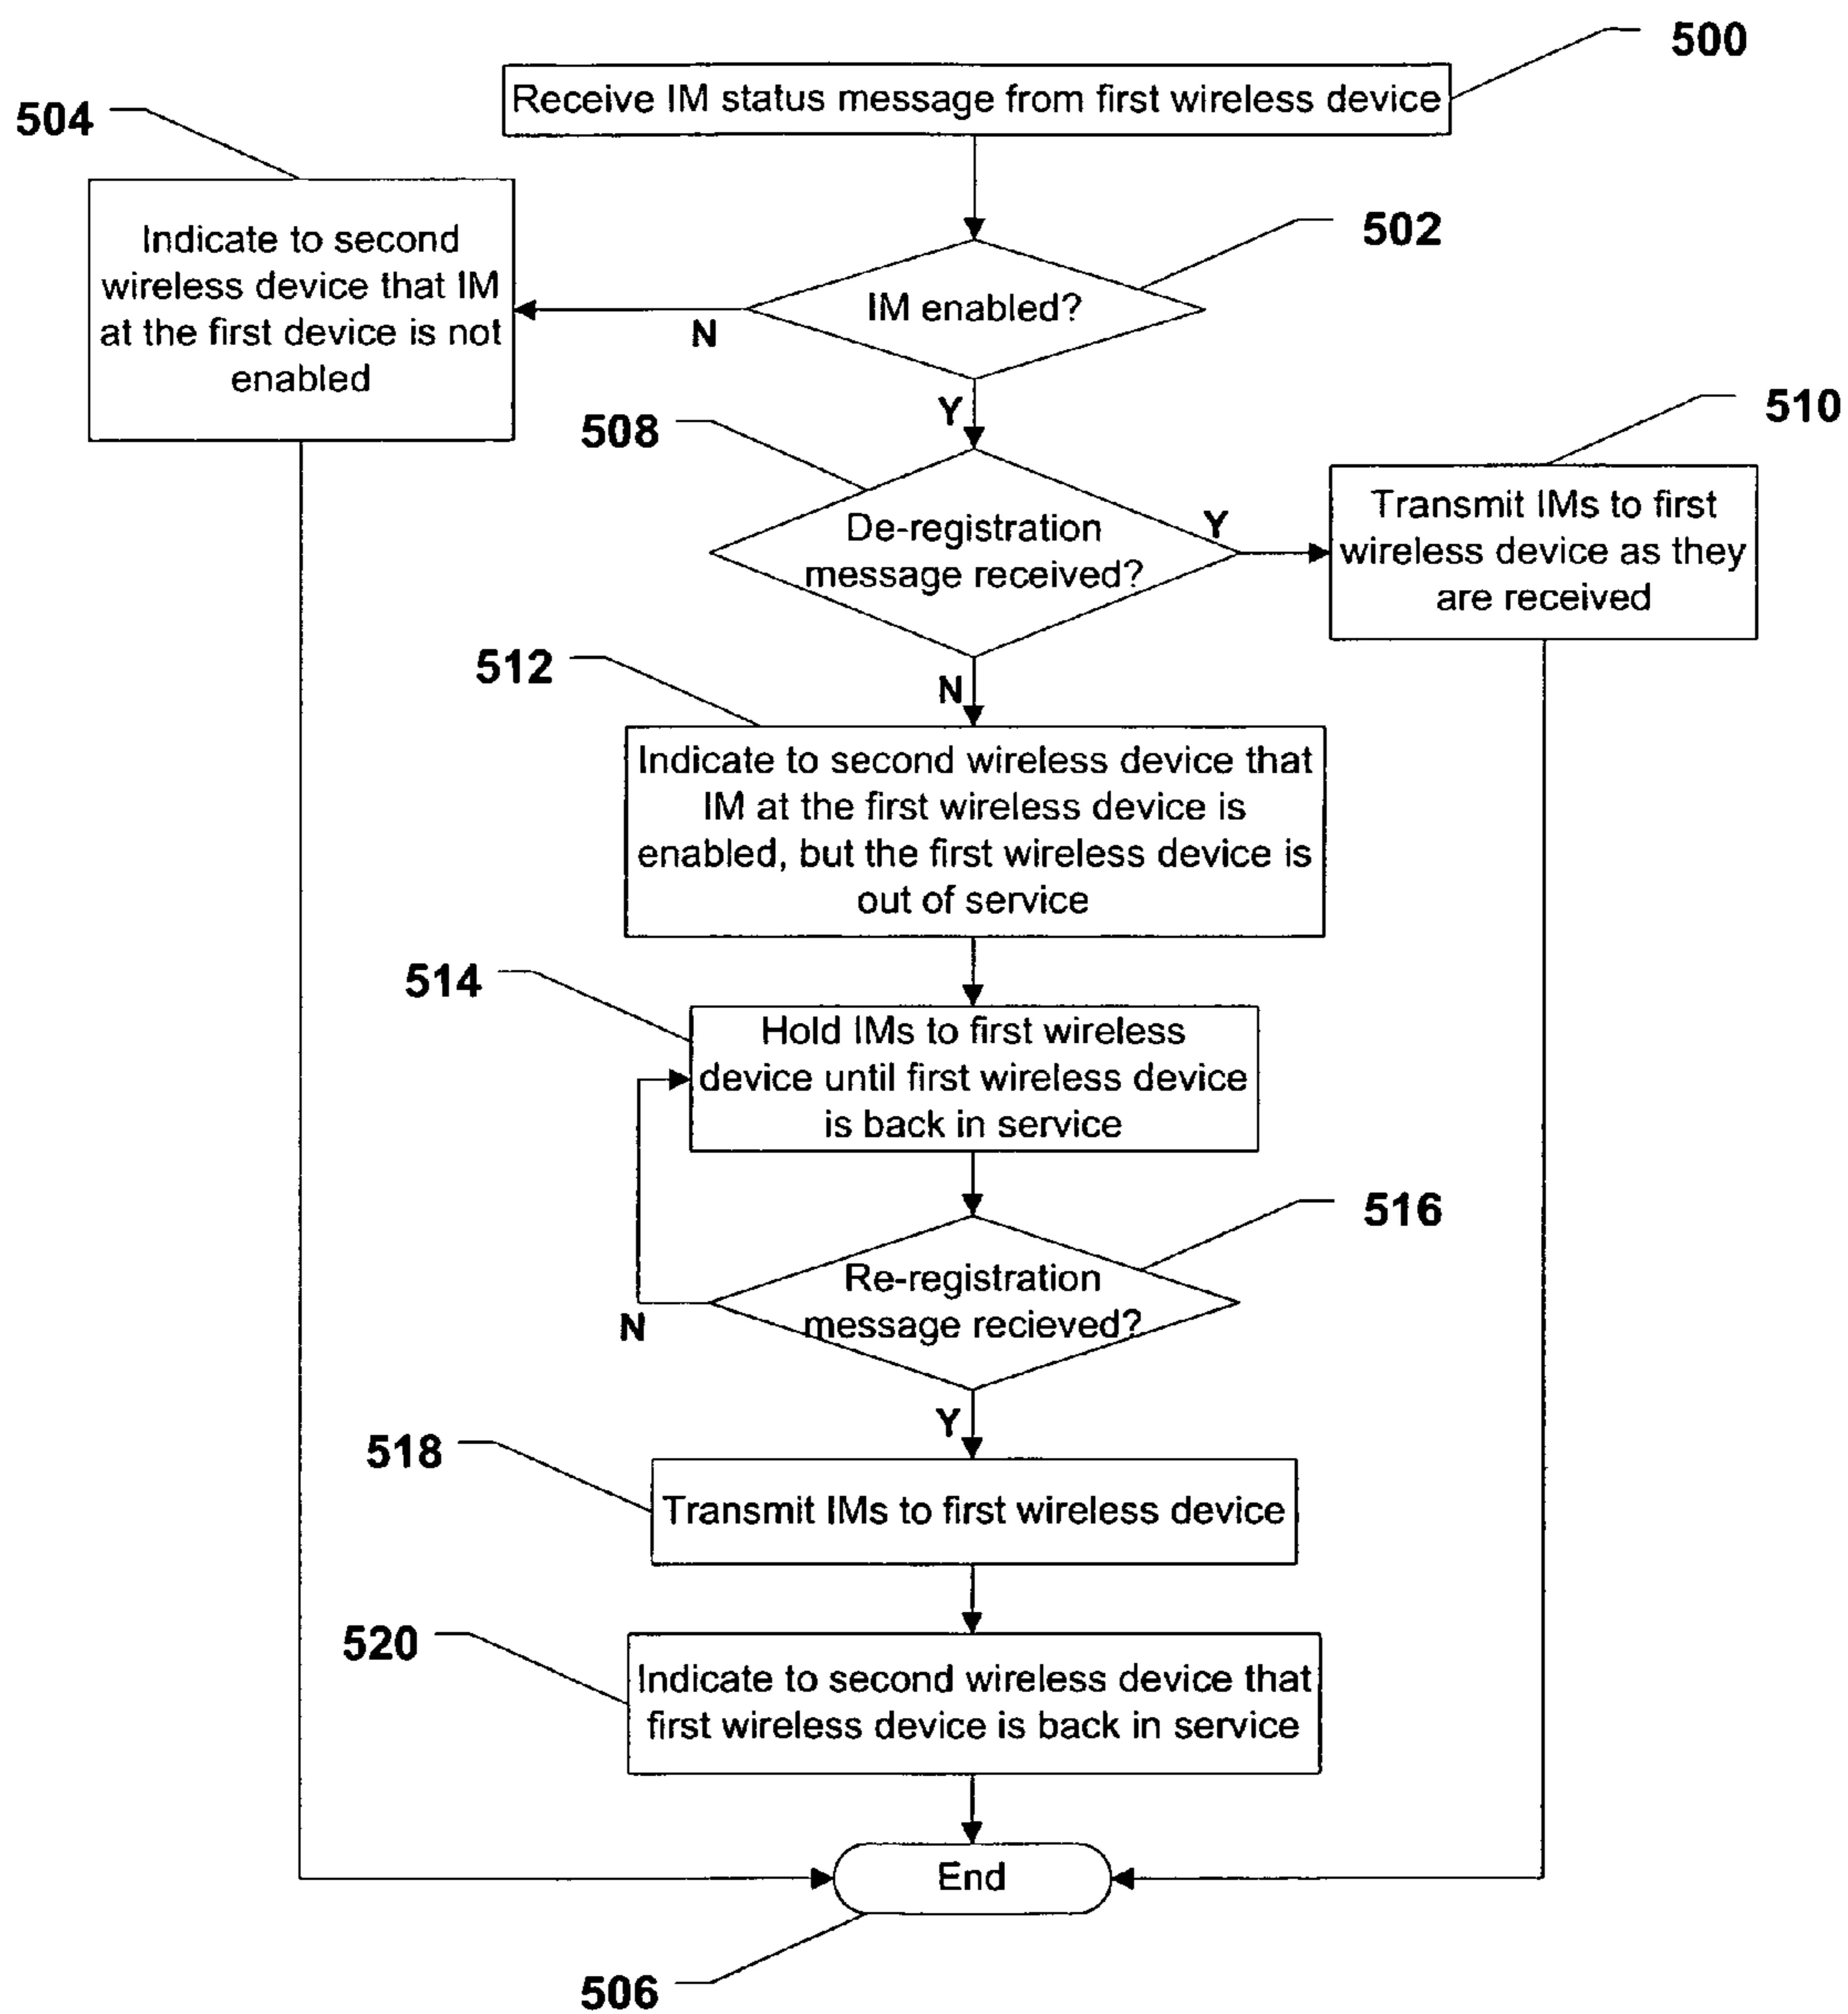 500
Receive IM status message from first wireless device
504
Indicate to second
wireless device that IM
at the first device is not
enabled
502
IM enabled?
N
Y
508
De-registration
message received?
Y
510
Transmit IMs to first
wireless device as they
are received
N
512
Indicate to second wireless device that
IM at the first wireless device is
enabled, but the first wireless device is
out of service
514
Hold IMs to first wireless
device until first wireless device
is back in service
516
Re-registration
message recieved?
N
Y
518
Transmit IMs to first wireless device
520
Indicate to second wireless device that
first wireless device is back in service
End
506